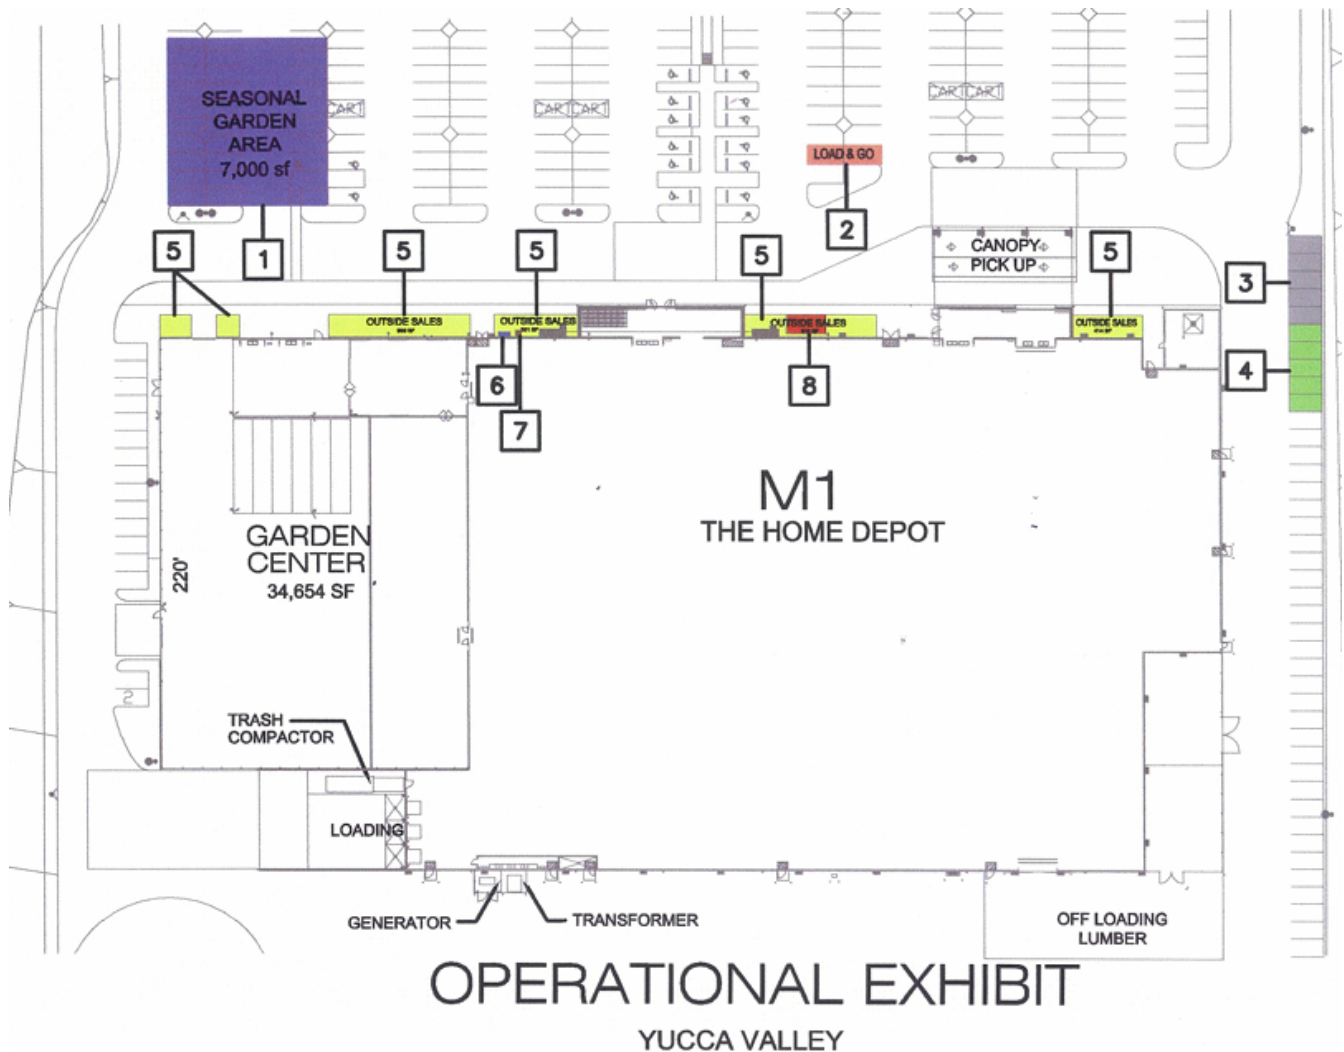 SEASONAL
GARDEN
AREA
7,000 sf
CART
CART CART
CART CART
LOAD & GO
1
2
5
5
5
5
5
CANOPY
PICK UP
3
4
OUTSIDE SALES
OUTSIDE SALES
OUTSIDE SALES
OUTSIDE SALES
6
7
8
M1
THE HOME DEPOT
GARDEN
CENTER
34,654 SF
220'
TRASH
COMPACTOR
LOADING
GENERATOR
TRANSFORMER
OFF LOADING
LUMBER
OPERATIONAL EXHIBIT
YUCCA VALLEY